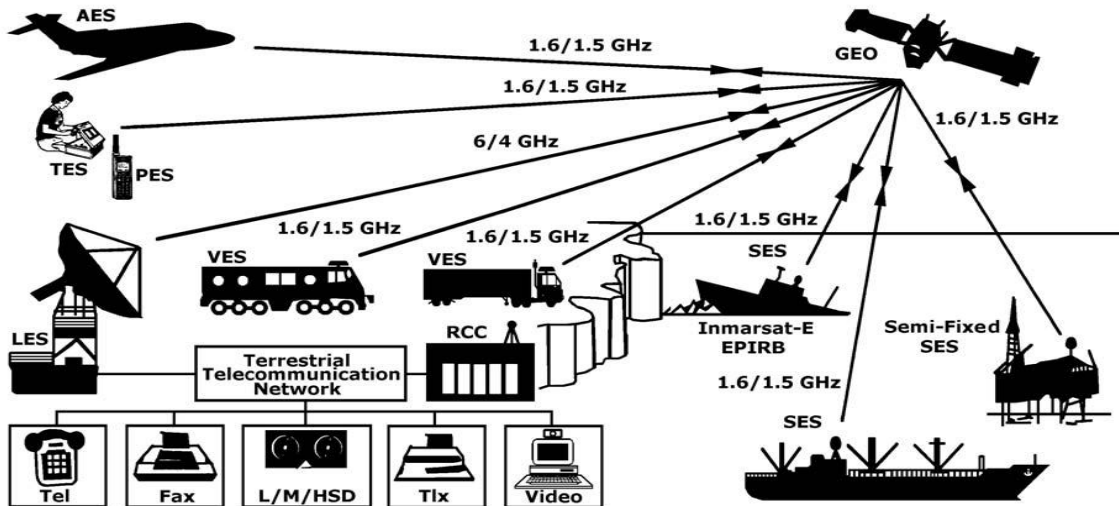 AES
1.6/1.5 GHz
GEO
1.6/1.5 GHz
1.6/1.5 GHz
6/4 GHz
TES
PES
1.6/1.5 GHz
1.6/1.5 GHz
1.6/1.5 GHz
VES
VES
SES
LES
RCC
Inmarsat-E
EPIRB
Semi-Fixed
SES
Terrestrial
Telecommunication
Network
1.6/1.5 GHz
SES
Tel
Fax
L/M/HSD
Tlx
Video